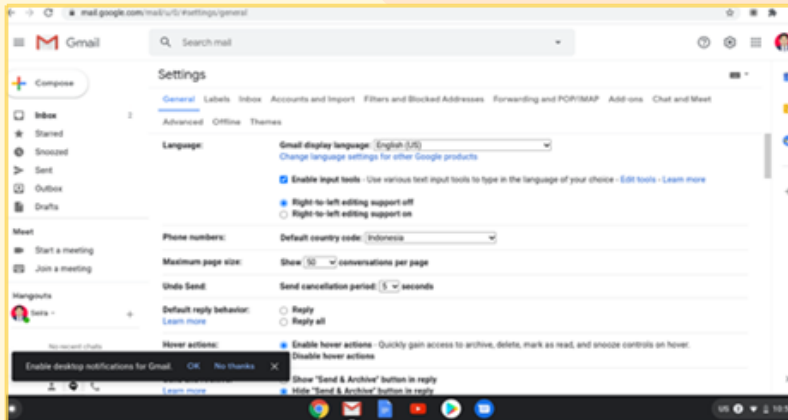 mail.google.com/mail/u/0/#settings/general
Gmail
Search mail
Compose
Settings
General Labels Inbox Accounts and Import Filters and Blocked Addresses Forwarding and POP/IMAP Add-ons Chat and Meet
Advanced Offline Themes
Inbox 2
Starred
Snoozed
Sent
Outbox
Drafts
Meet
Start a meeting
Join a meeting
Hangouts
No recent chats
Language: Gmail display language: English (US)
Change language settings for other Google products
Enable input tools - Use various text input tools to type in the language of your choice - Edit tools - Learn more
Right-to-left editing support off
Right-to-left editing support on
Phone numbers: Default country code: Indonesia
Maximum page size: Show 50 conversations per page
Undo Send: Send cancellation period: 5 seconds
Default reply behavior: Reply
Learn more Reply all
Hover actions: Enable hover actions - Quickly gain access to archive, delete, mark as read, and snooze controls on hover.
Disable hover actions
Show "Send & Archive" button in reply
Learn more Hide "Send & Archive" button in reply
Enable desktop notifications for Gmail. OK No thanks X
US